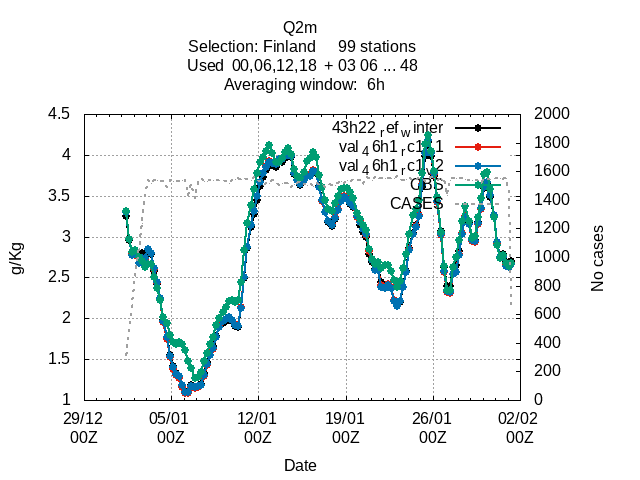 Q2m
Selection: Finland 99 stations
Used 00,06,12,18 + 03 06 ... 48
Averaging window: 6h
4.5
4
3.5
3
2.5
2
1.5
1
g/Kg
2000
1800
1600
1400
1200
1000
800
600
400
200
0
No cases
43h22_ref_winter
val_46h1_rc1_1
val_46h1_rc1_2
OBS
CASES
29/12 05/01 12/01 19/01 26/01 02/02
00Z 00Z 00Z 00Z 00Z 00Z
Date